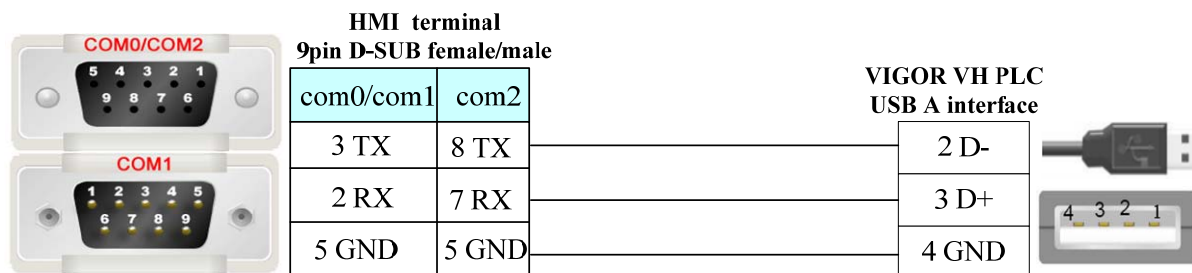 HMI terminal
9pin D-SUB female/male
COM0/COM2
5 4 3 2 1
9 8 7 6
COM1
1 2 3 4 5
6 7 8 9
com0/com1 com2
3 TX 8 TX
2 RX 7 RX
5 GND 5 GND
VIGOR VH PLC
USB A interface
2 D-
3 D+
4 GND
4 3 2 1